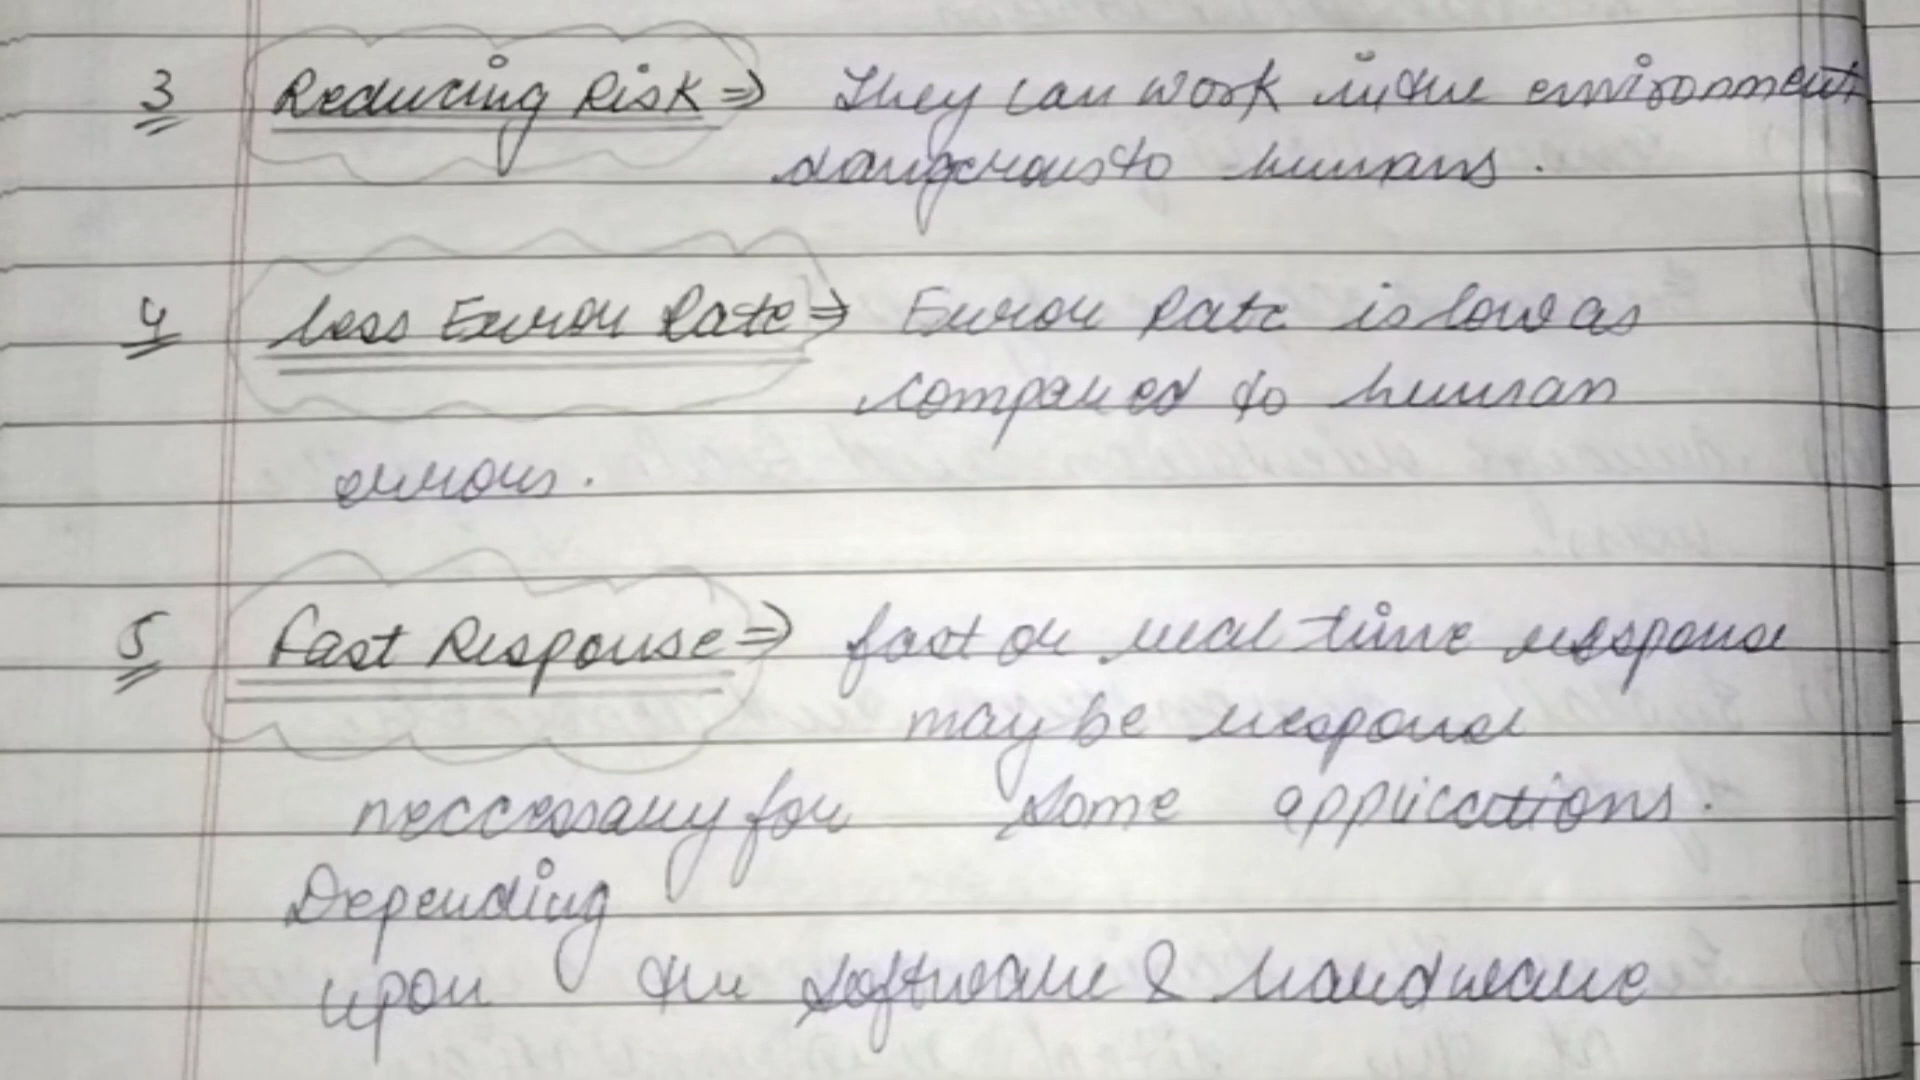 3 Reducing Risk ⇒ They can work in the environment
dangerous to humans.
4 less Error Rate ⇒ Error Rate is low as
compared to human
errors.
5 Fast Response ⇒ fast or real time response
may be respond
neccessary for some applications.
Depending
upon the software & hardware